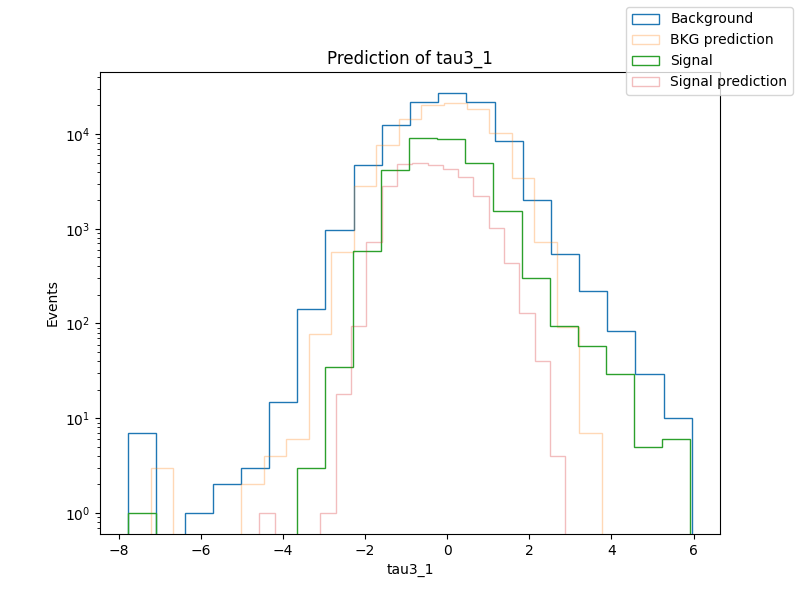 Prediction of tau3_1
Background
BKG prediction
Signal
Signal prediction
Events
10⁴
10³
10²
10¹
10⁰
−8 −6 −4 −2 0 2 4 6
tau3_1